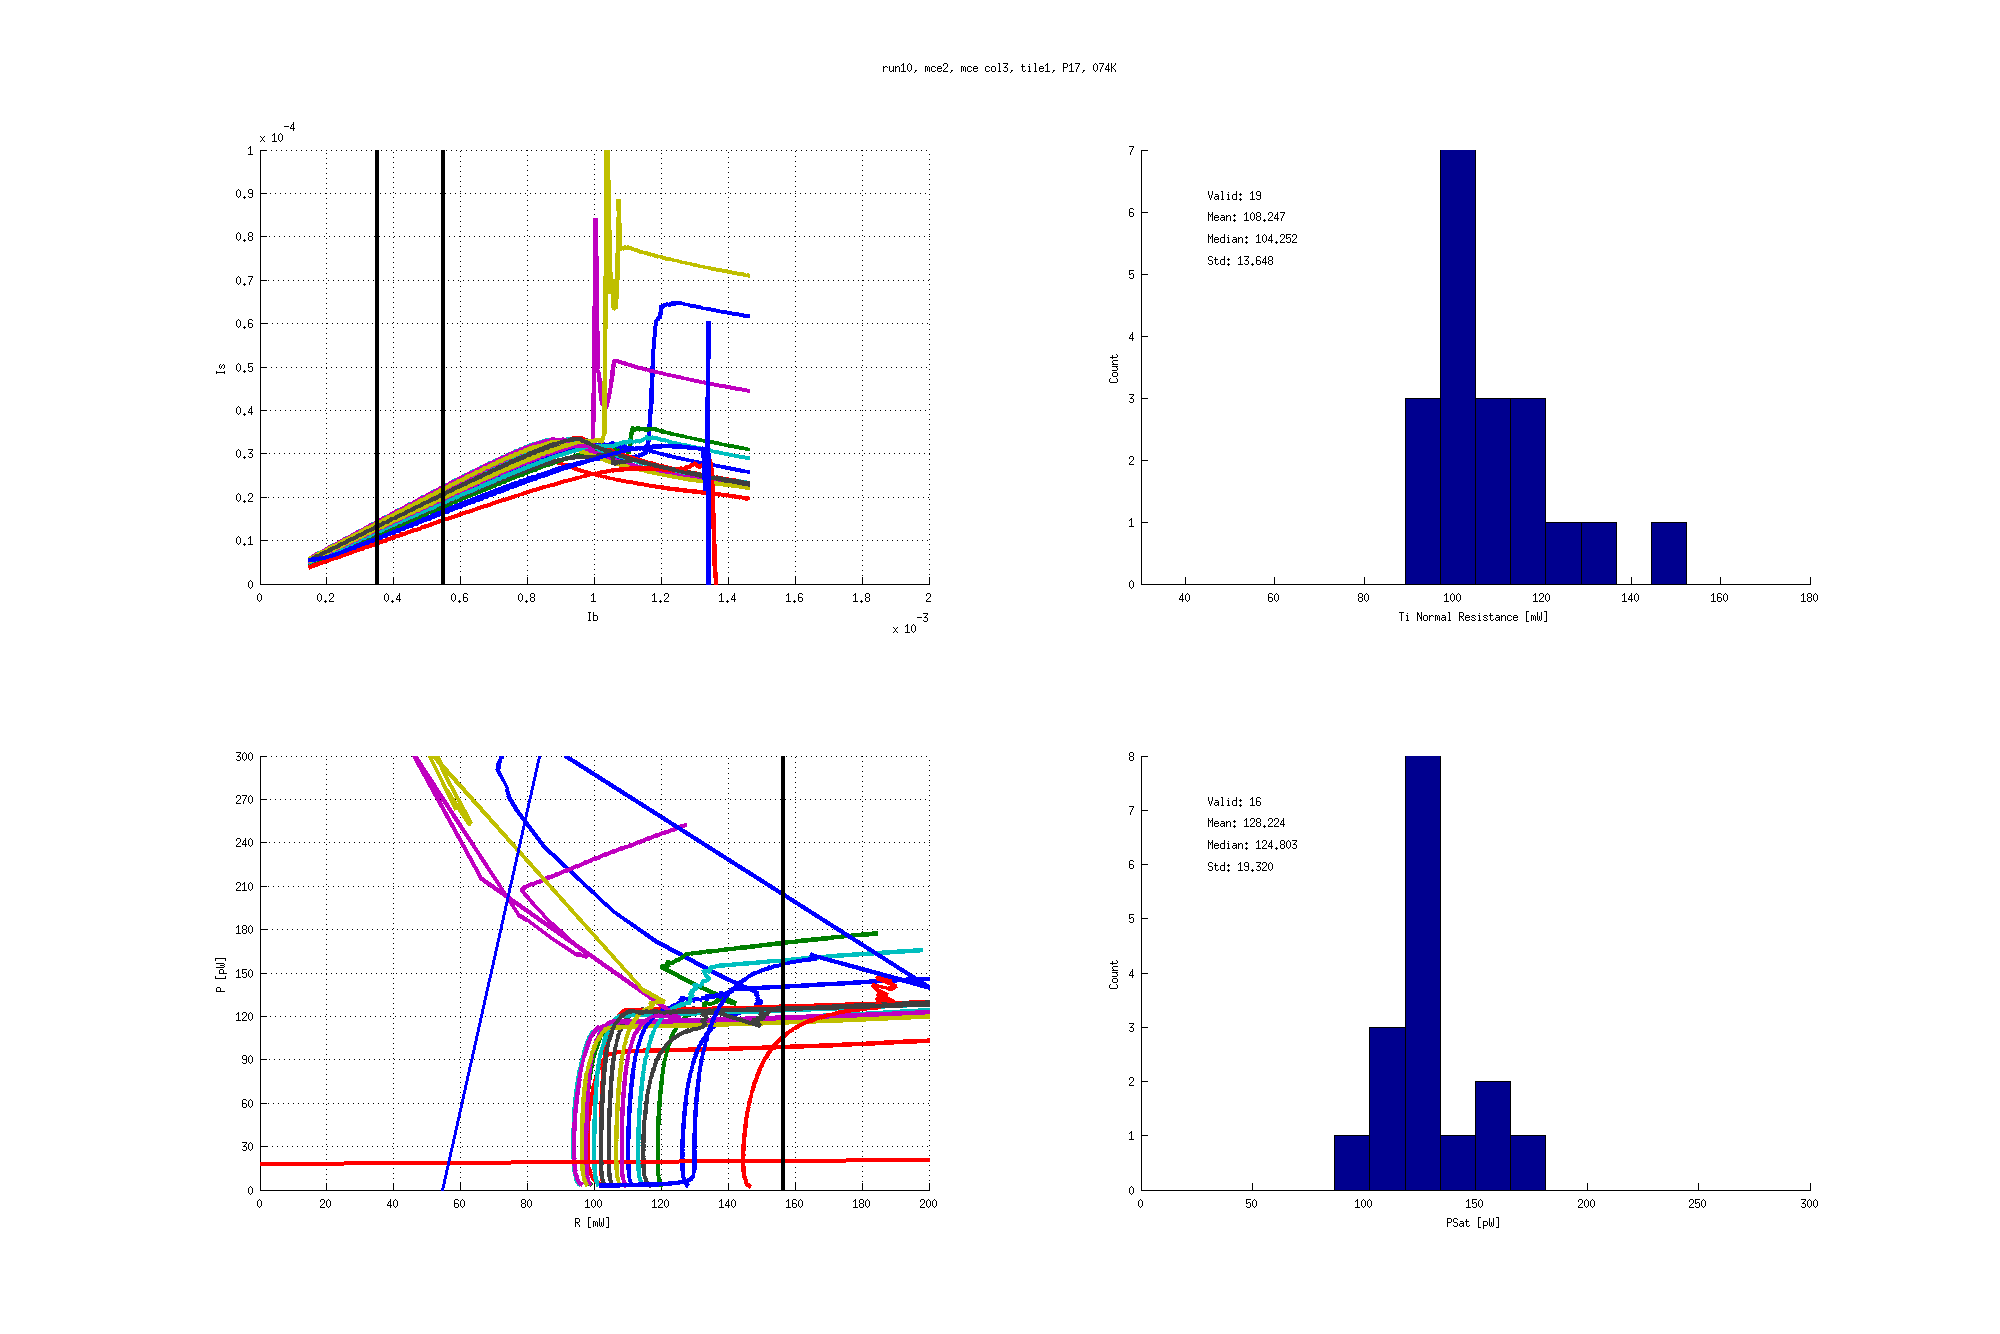 run10, mce2, mce col3, tile1, P17, 074K
x 10^-4
1
0.9
0.8
0.7
0.6
0.5
0.4
0.3
0.2
0.1
0
Is
0 0.2 0.4 0.6 0.8 1 1.2 1.4 1.6 1.8 2
Ib
x 10^-3
7
6
5
4
3
2
1
0
Count
Valid: 19
Mean: 108.247
Median: 104.252
Std: 13.648
40 60 80 100 120 140 160 180
Ti Normal Resistance [mW]
300
270
240
210
180
150
120
90
60
30
0
P [pW]
0 20 40 60 80 100 120 140 160 180 200
R [mW]
8
7
6
5
4
3
2
1
0
Count
Valid: 16
Mean: 128.224
Median: 124.803
Std: 19.320
0 50 100 150 200 250 300
PSat [pW]